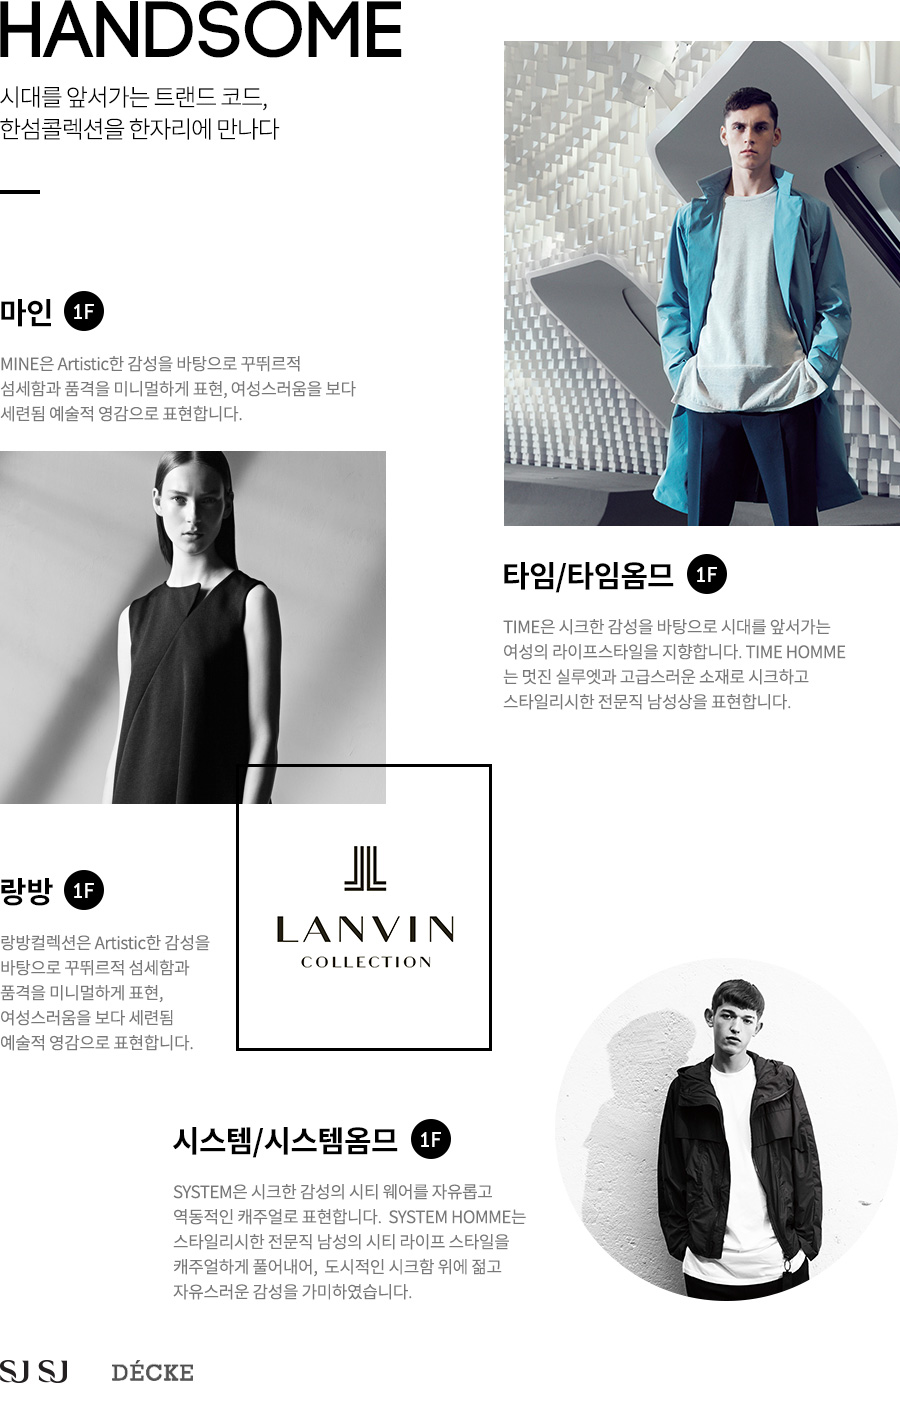 HANDSOME
시대를 앞서가는 트랜드 코드,
한섬콜렉션을 한자리에 만나다
마인 1F
MINE은 Artistic한 감성을 바탕으로 꾸뛰르적
섬세함과 품격을 미니멀하게 표현, 여성스러움을 보다
세련됨 예술적 영감으로 표현합니다.
타임/타임옴므 1F
TIME은 시크한 감성을 바탕으로 시대를 앞서가는
여성의 라이프스타일을 지향합니다. TIME HOMME
는 멋진 실루엣과 고급스러운 소재로 시크하고
스타일리시한 전문직 남성상을 표현합니다.
랑방 1F
랑방컬렉션은 Artistic한 감성을
바탕으로 꾸뛰르적 섬세함과
품격을 미니멀하게 표현,
여성스러움을 보다 세련됨
예술적 영감으로 표현합니다.
LANVIN
COLLECTION
시스템/시스템옴므 1F
SYSTEM은 시크한 감성의 시티 웨어를 자유롭고
역동적인 캐주얼로 표현합니다. SYSTEM HOMME는
스타일리시한 전문직 남성의 시티 라이프 스타일을
캐주얼하게 풀어내어, 도시적인 시크함 위에 젊고
자유스러운 감성을 가미하였습니다.
SJ SJ DÉCKE